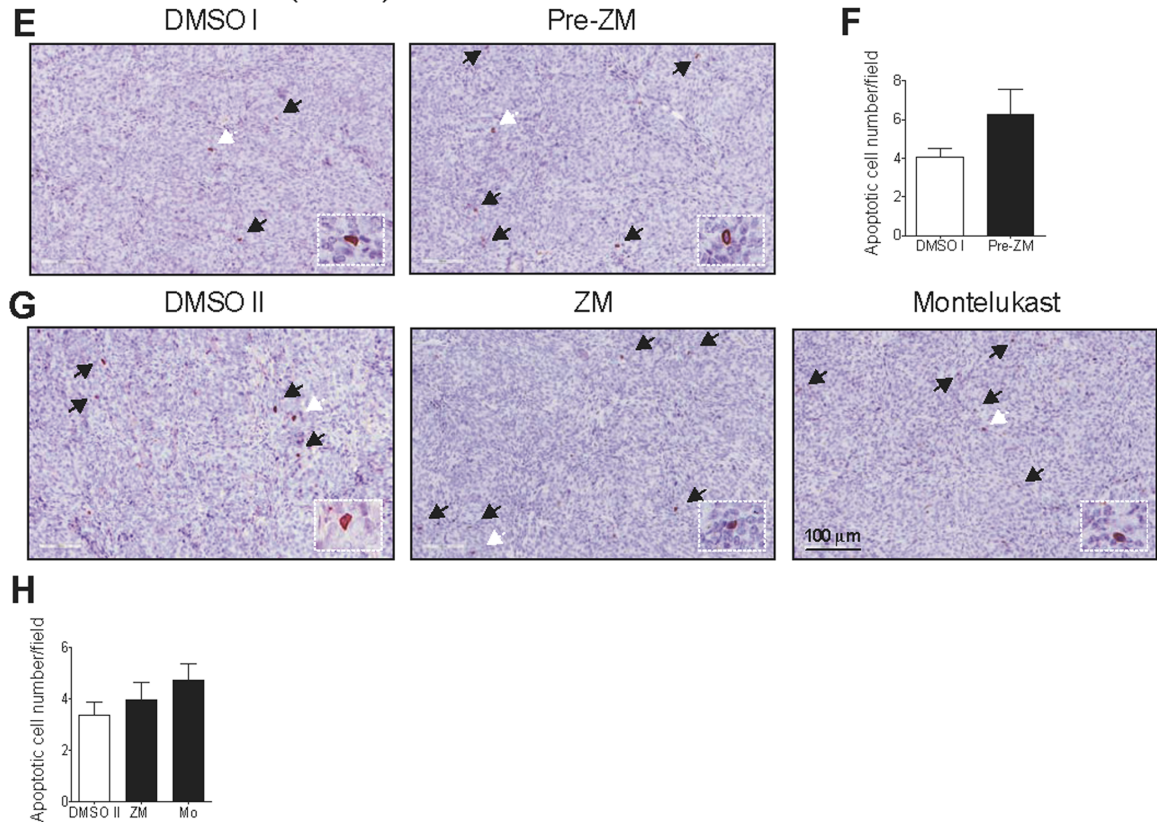 E
DMSO I
Pre-ZM
F
Apoptotic cell number/field
8
6
4
2
0
DMSO I
Pre-ZM
G
DMSO II
ZM
Montelukast
100 μm
H
Apoptotic cell number/field
6
4
2
0
DMSO II
ZM
Mo